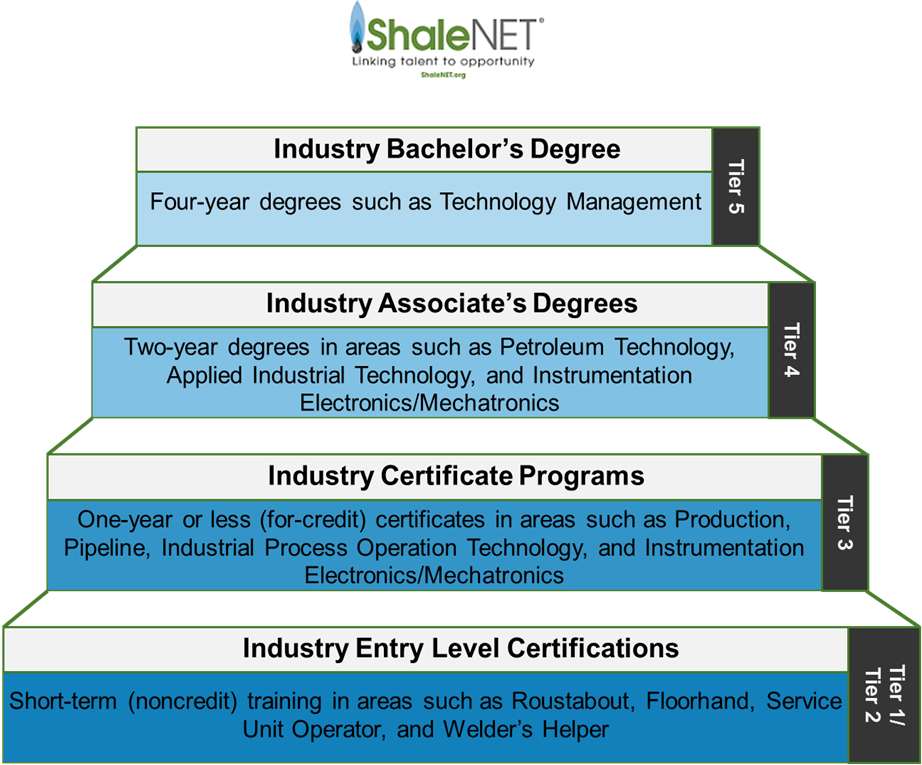 ShaleNET®
Linking talent to opportunity
ShaleNET.org
Industry Bachelor’s Degree
Four-year degrees such as Technology Management
Tier 5
Industry Associate’s Degrees
Two-year degrees in areas such as Petroleum Technology,
Applied Industrial Technology, and Instrumentation
Electronics/Mechatronics
Tier 4
Industry Certificate Programs
One-year or less (for-credit) certificates in areas such as Production,
Pipeline, Industrial Process Operation Technology, and Instrumentation
Electronics/Mechatronics
Tier 3
Industry Entry Level Certifications
Short-term (noncredit) training in areas such as Roustabout, Floorhand, Service
Unit Operator, and Welder’s Helper
Tier 1/
Tier 2